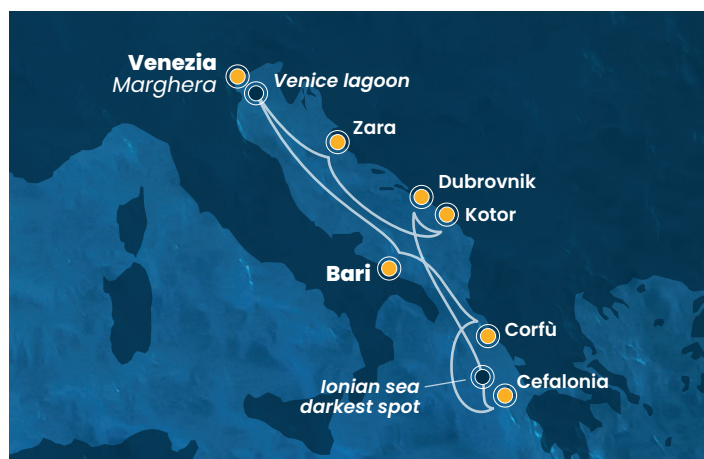 Venezia
Marghera
Venice lagoon
Zara
Dubrovnik
Kotor
Bari
Corfù
Ionian sea
darkest spot
Cefalonia